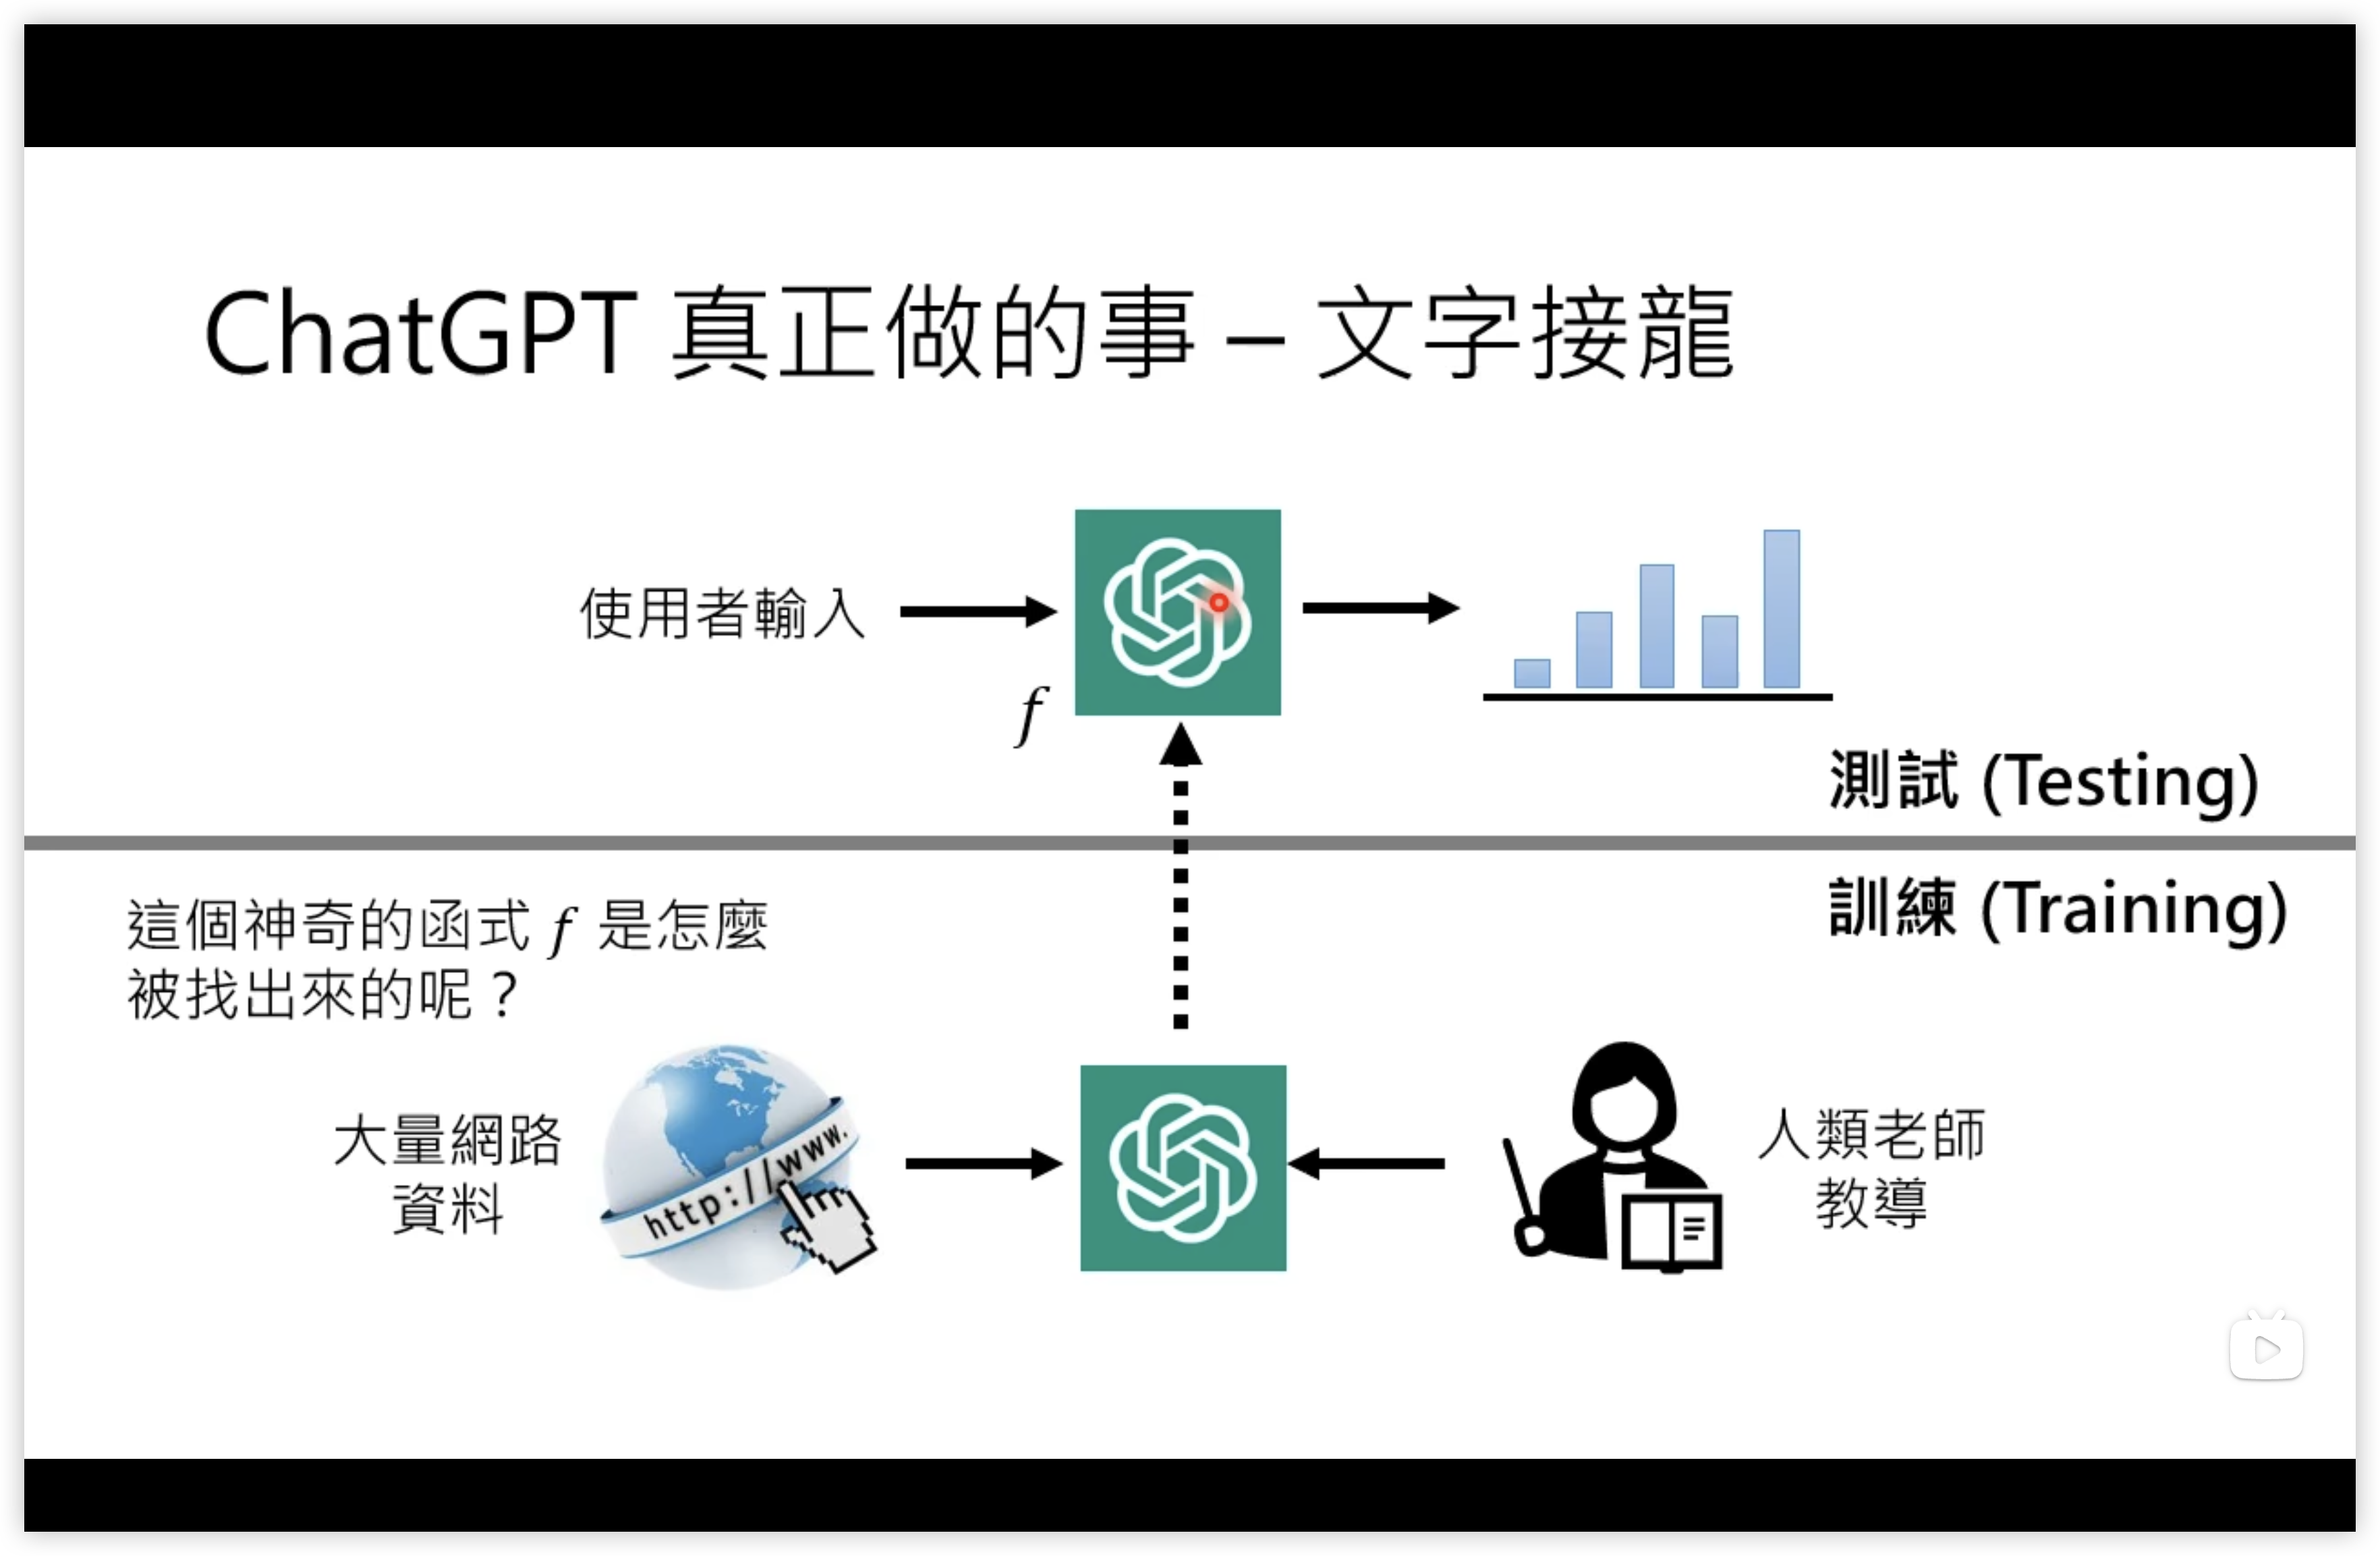 ChatGPT 真正做的事 – 文字接龍
使用者輸入
f
測試 (Testing)
訓練 (Training)
這個神奇的函式 f 是怎麼
被找出來的呢？
大量網路
資料
http://www.
人類老師
教導